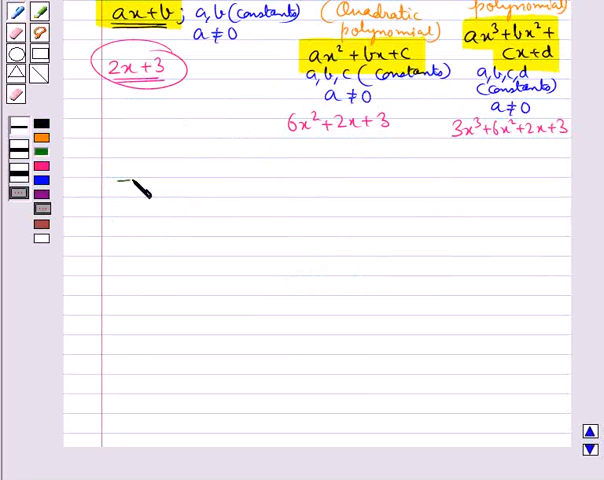 ax+b ; a, b (constants)
a ≠ 0
2x+3
(Quadratic
polynomial)
ax² + bx + c
a, b, c (constants)
a ≠ 0
6x² + 2x + 3
polynomial)
ax³ + bx² +
cx+d
a, b, c, d
(constants)
a ≠ 0
3x³+6x²+2x+3